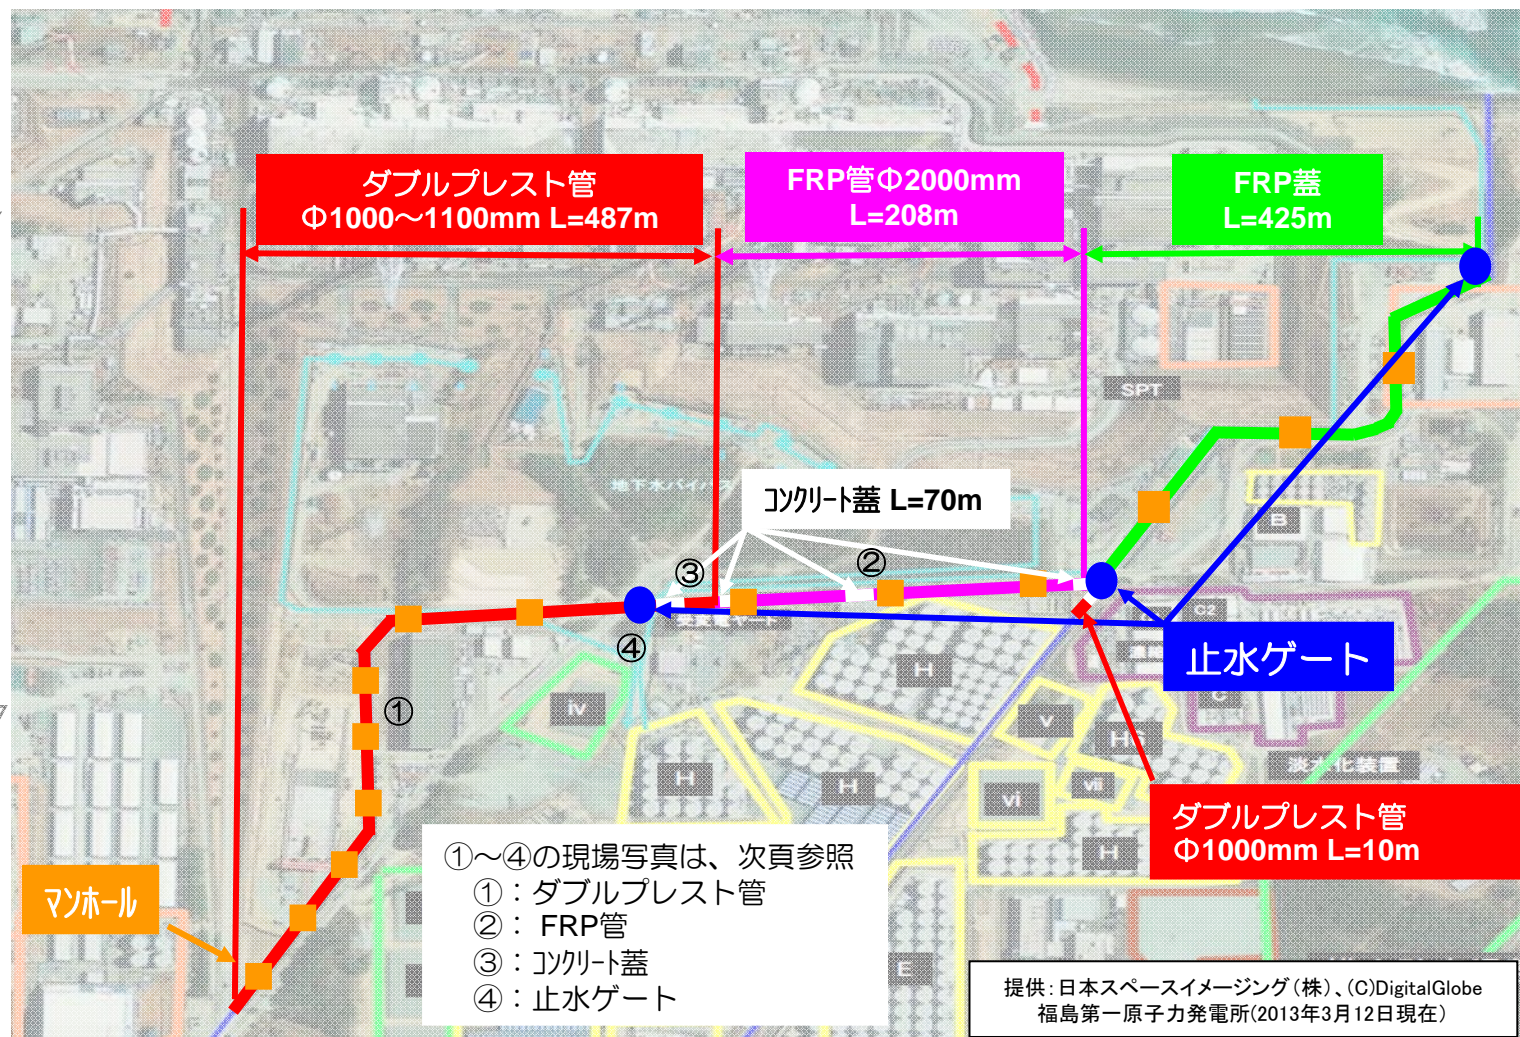 ダブルプレスト管
Φ1000～1100mm L=487m
FRP管Φ2000mm
L=208m
FRP蓋
L=425m
SPT
地下水バイパス
コンクリート蓋 L=70m
B
③
②
④
①
C2
止水ゲート
iv
H
v
H
C
H
H
vi
vii
H
淡水化装置
ダブルプレスト管
Φ1000mm L=10m
マンホール
①～④の現場写真は、次頁参照
①：ダブルプレスト管
②： FRP管
③：コンクリート蓋
④：止水ゲート
E
提供：日本スペースイメージング（株）、(C)DigitalGlobe
福島第一原子力発電所(2013年3月12日現在）